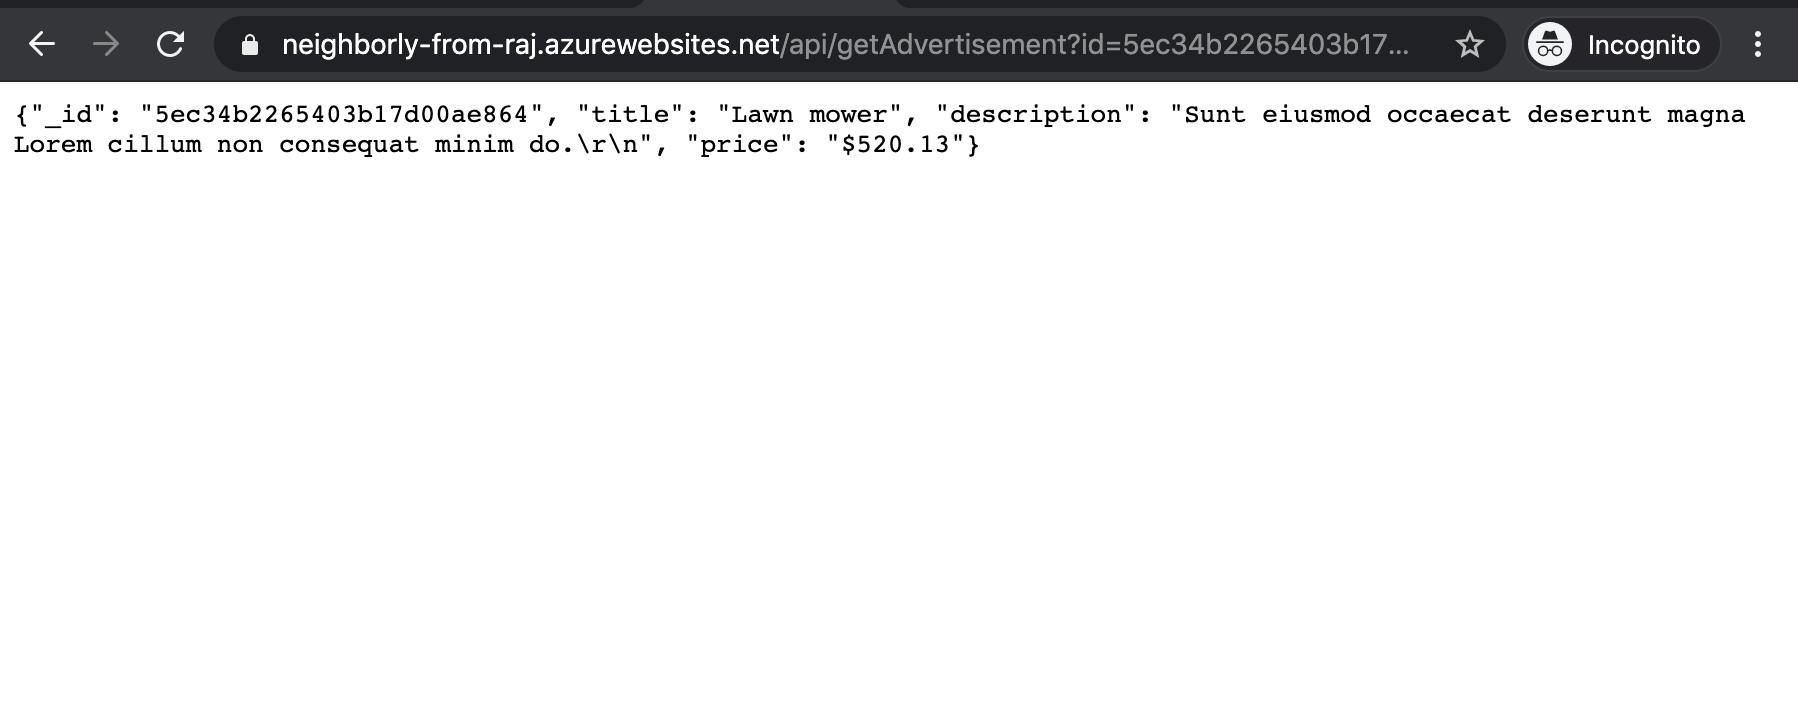 neighborly-from-raj.azurewebsites.net/api/getAdvertisement?id=5ec34b2265403b17... Incognito
{"_id": "5ec34b2265403b17d00ae864", "title": "Lawn mower", "description": "Sunt eiusmod occaecat deserunt magna
Lorem cillum non consequat minim do.\r\n", "price": "$520.13"}